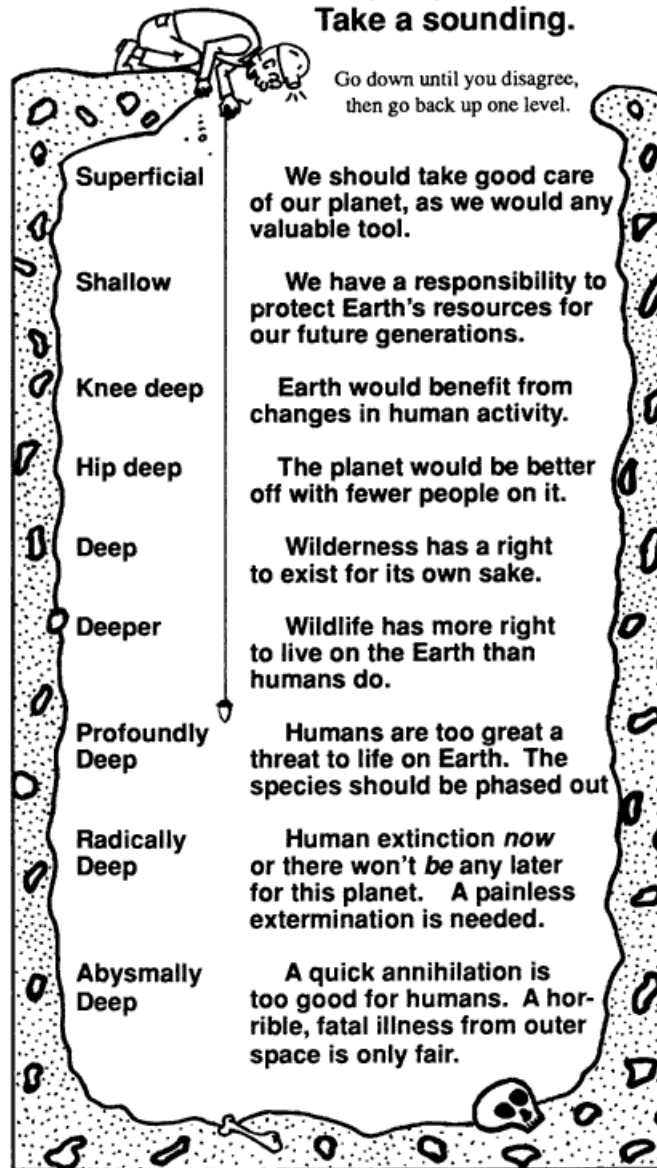 Take a sounding.
Go down until you disagree,
then go back up one level.
Superficial
We should take good care
of our planet, as we would any
valuable tool.
Shallow
We have a responsibility to
protect Earth's resources for
our future generations.
Knee deep
Earth would benefit from
changes in human activity.
Hip deep
The planet would be better
off with fewer people on it.
Deep
Wilderness has a right
to exist for its own sake.
Deeper
Wildlife has more right
to live on the Earth than
humans do.
Profoundly
Deep
Humans are too great a
threat to life on Earth. The
species should be phased out
Radically
Deep
Human extinction now
or there won't be any later
for this planet. A painless
extermination is needed.
Abysmally
Deep
A quick annihilation is
too good for humans. A hor-
rible, fatal illness from outer
space is only fair.